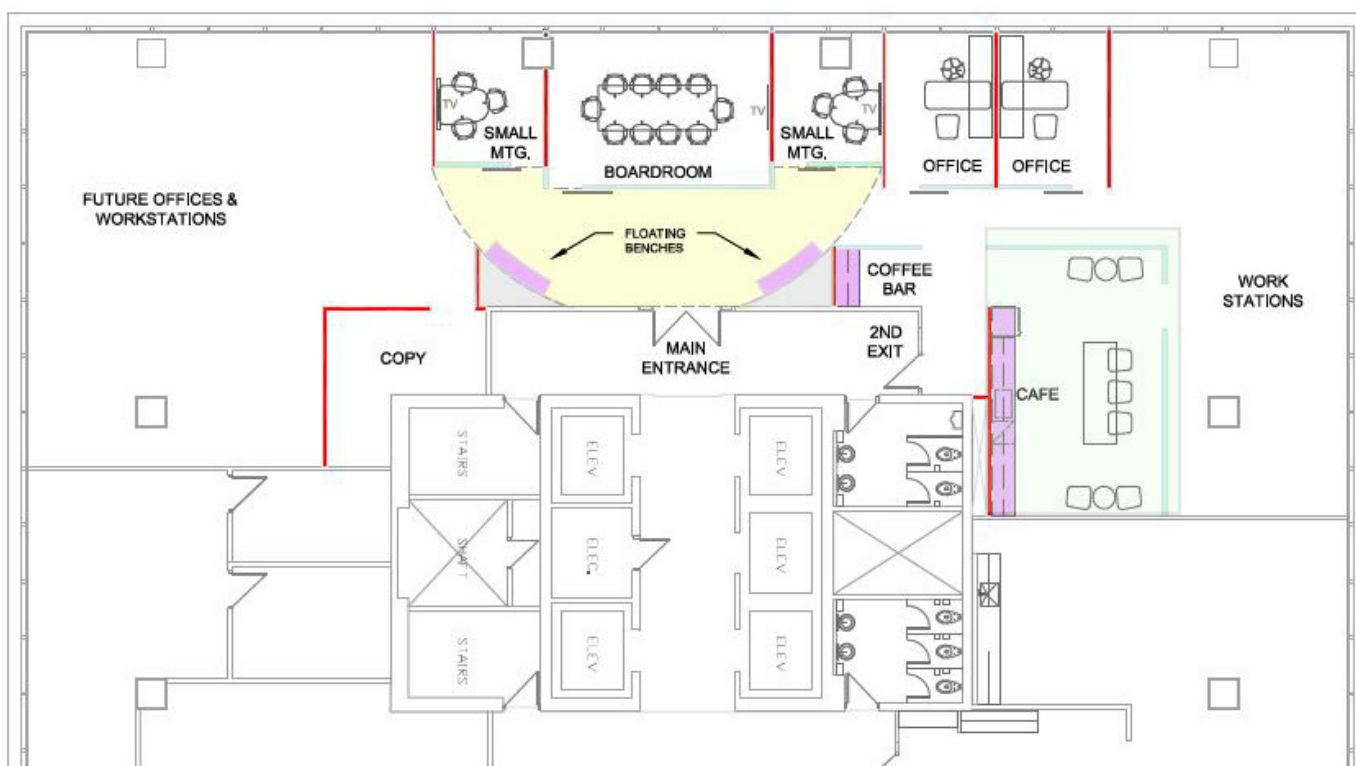 TV
SMALL
MTG.
BOARDROOM
TV
SMALL
MTG.
TV
OFFICE
OFFICE
FUTURE OFFICES &
WORKSTATIONS
FLOATING
BENCHES
COFFEE
BAR
WORK
STATIONS
COPY
MAIN
ENTRANCE
2ND
EXIT
CAFE
STAIRS
ELEV
ELEV
SHAFT
ELEC.
ELEV
STAIRS
ELEV
ELEV